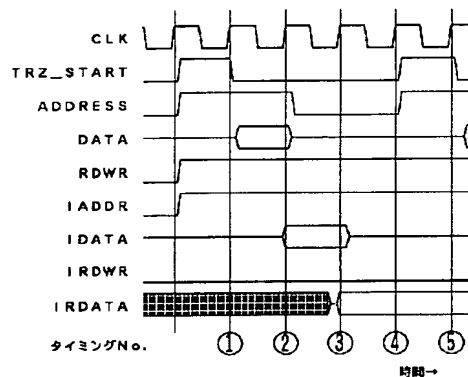 CLK
TRZ_START
ADDRESS
DATA
RDWR
IADDR
IDATA
IRDWR
IRDATA
タイミングNo. ① ② ③ ④ ⑤
時間→